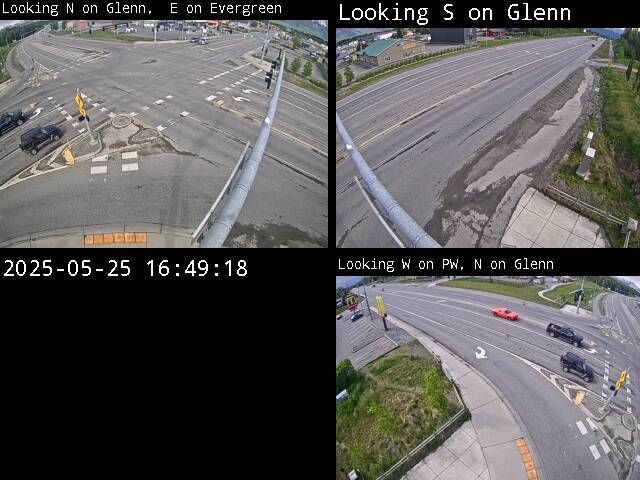 Looking N on Glenn, E on Evergreen
Looking S on Glenn
2025-05-25 16:49:18
Looking W on PW, N on Glenn